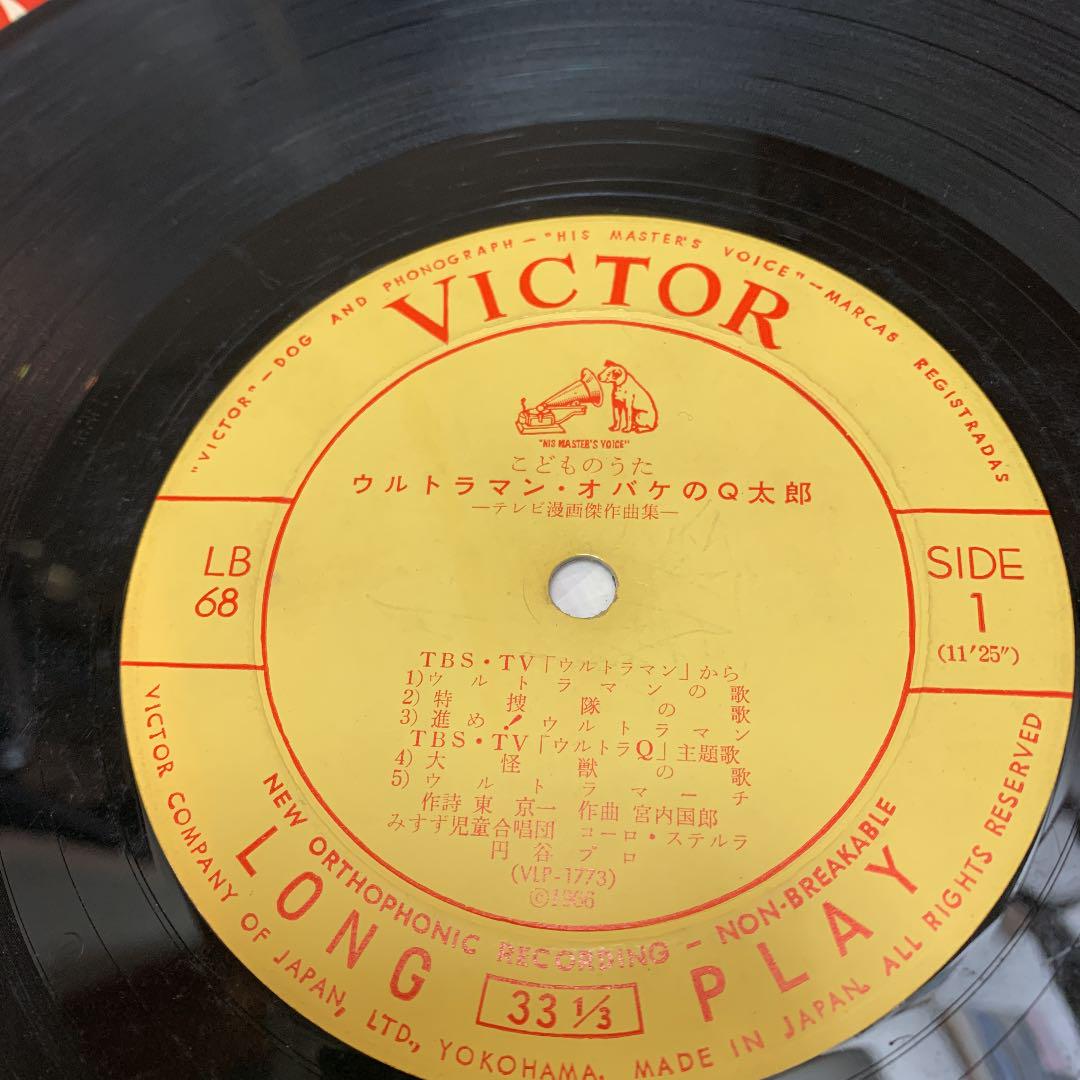 "VICTOR" — DOG AND PHONOGRAPH — "HIS MASTER'S VOICE" — MARCAS REGISTRADAS
VICTOR
"HIS MASTER'S VOICE"
こどものうた
ウルトラマン・オバケのQ太郎
—テレビ漫画傑作曲集—
LB
68
SIDE
1
(11'25")
TBS・TV「ウルトラマン」から
1)ウルトラマンの歌
2)特捜隊の歌
3)進め!ウルトラマン
TBS・TV「ウルトラQ」主題歌
4)大怪獣の歌
5)ウルトラマーチ
作詩 東 京一 作曲 宮内国郎
みすず児童合唱団 コーロ・ステルラ
円谷プロ
(VLP-1773)
©1966
NEW ORTHOPHONIC RECORDING — NON-BREAKABLE
LONG PLAY
33 1/3
VICTOR COMPANY OF JAPAN, LTD., YOKOHAMA. MADE IN JAPAN. ALL RIGHTS RESERVED